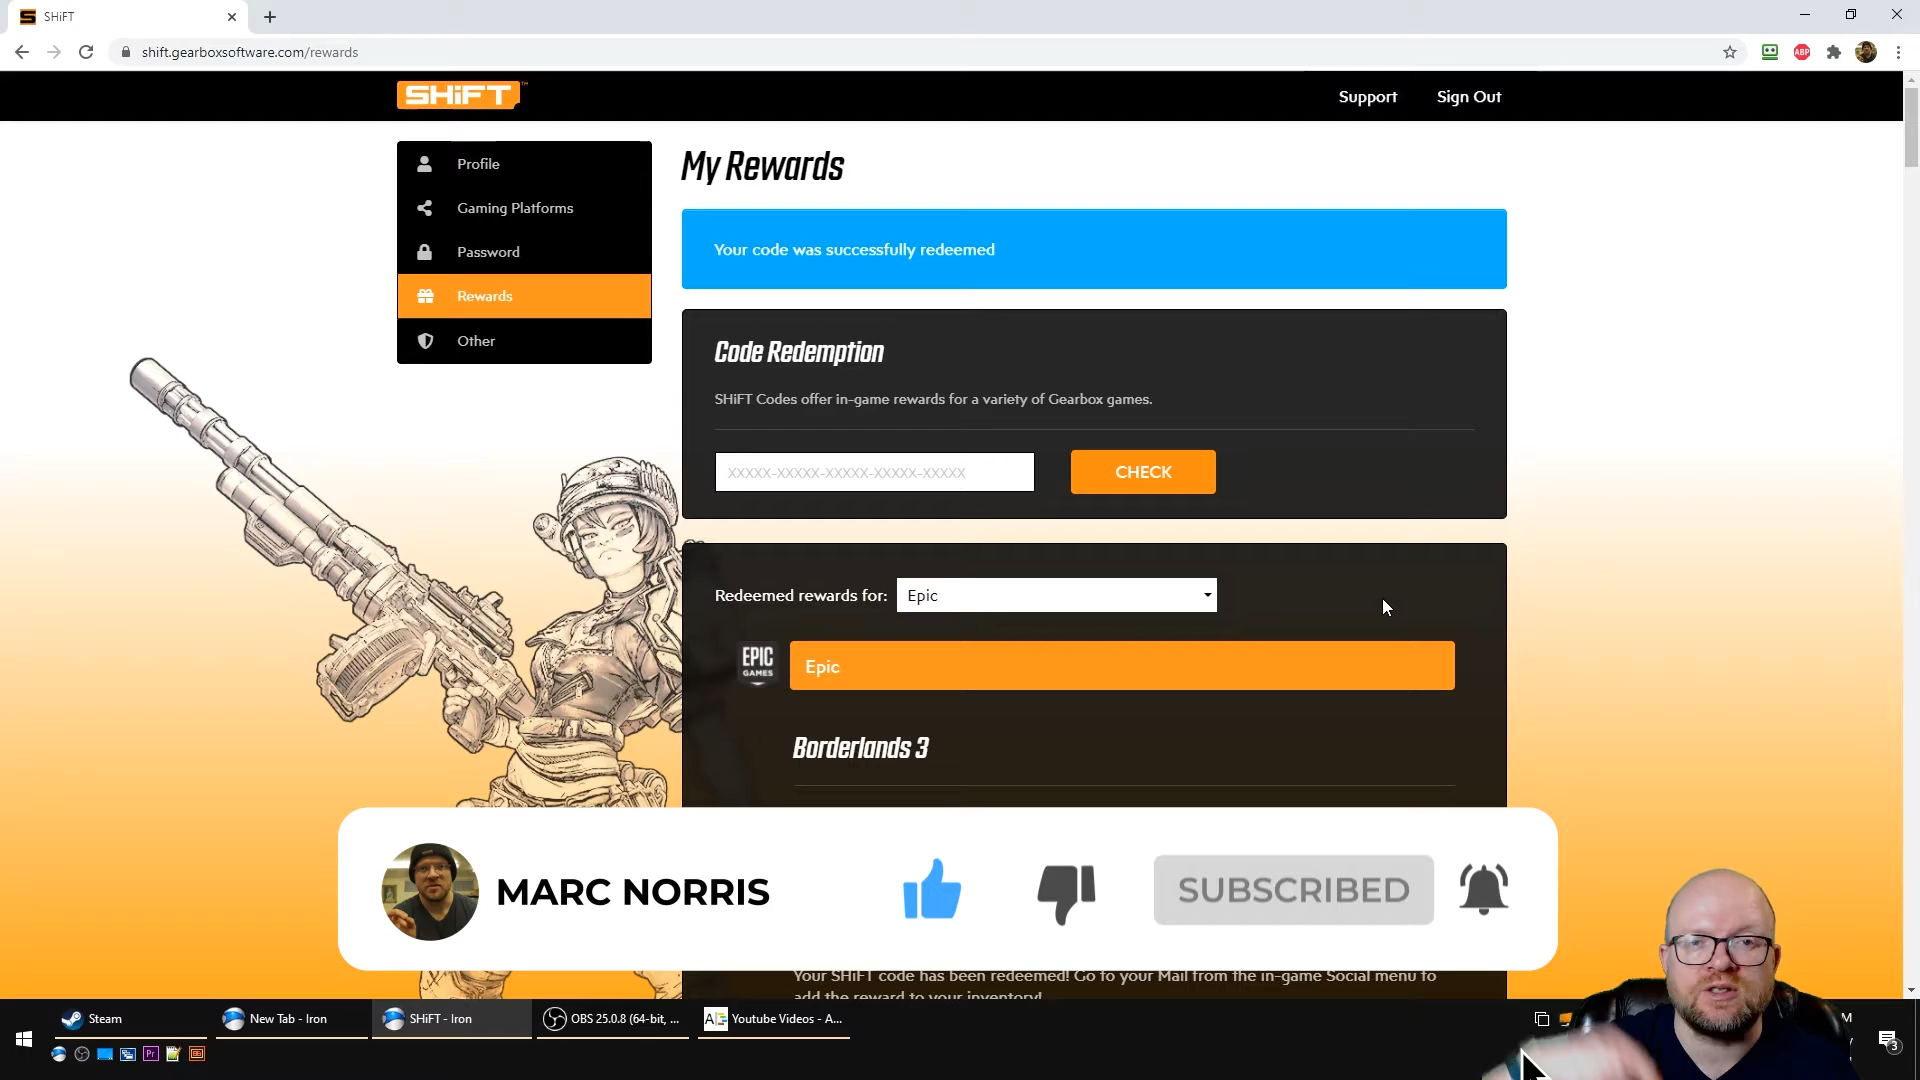 SHiFT
shift.gearboxsoftware.com/rewards
ABP
SHiFT™
Support
Sign Out
Profile
Gaming Platforms
Password
Rewards
Other
My Rewards
Your code was successfully redeemed
Code Redemption
SHiFT Codes offer in-game rewards for a variety of Gearbox games.
XXXXX-XXXXX-XXXXX-XXXXX-XXXXX
CHECK
Redeemed rewards for:
Epic
EPIC
GAMES
Epic
Borderlands 3
MARC NORRIS
SUBSCRIBED
Your SHiFT code has been redeemed! Go to your Mail from the in-game Social menu to
add the reward to your inventory!
Steam
New Tab - Iron
SHiFT - Iron
OBS 25.0.8 (64-bit, ...
Youtube Videos - A...
M
Pr
3